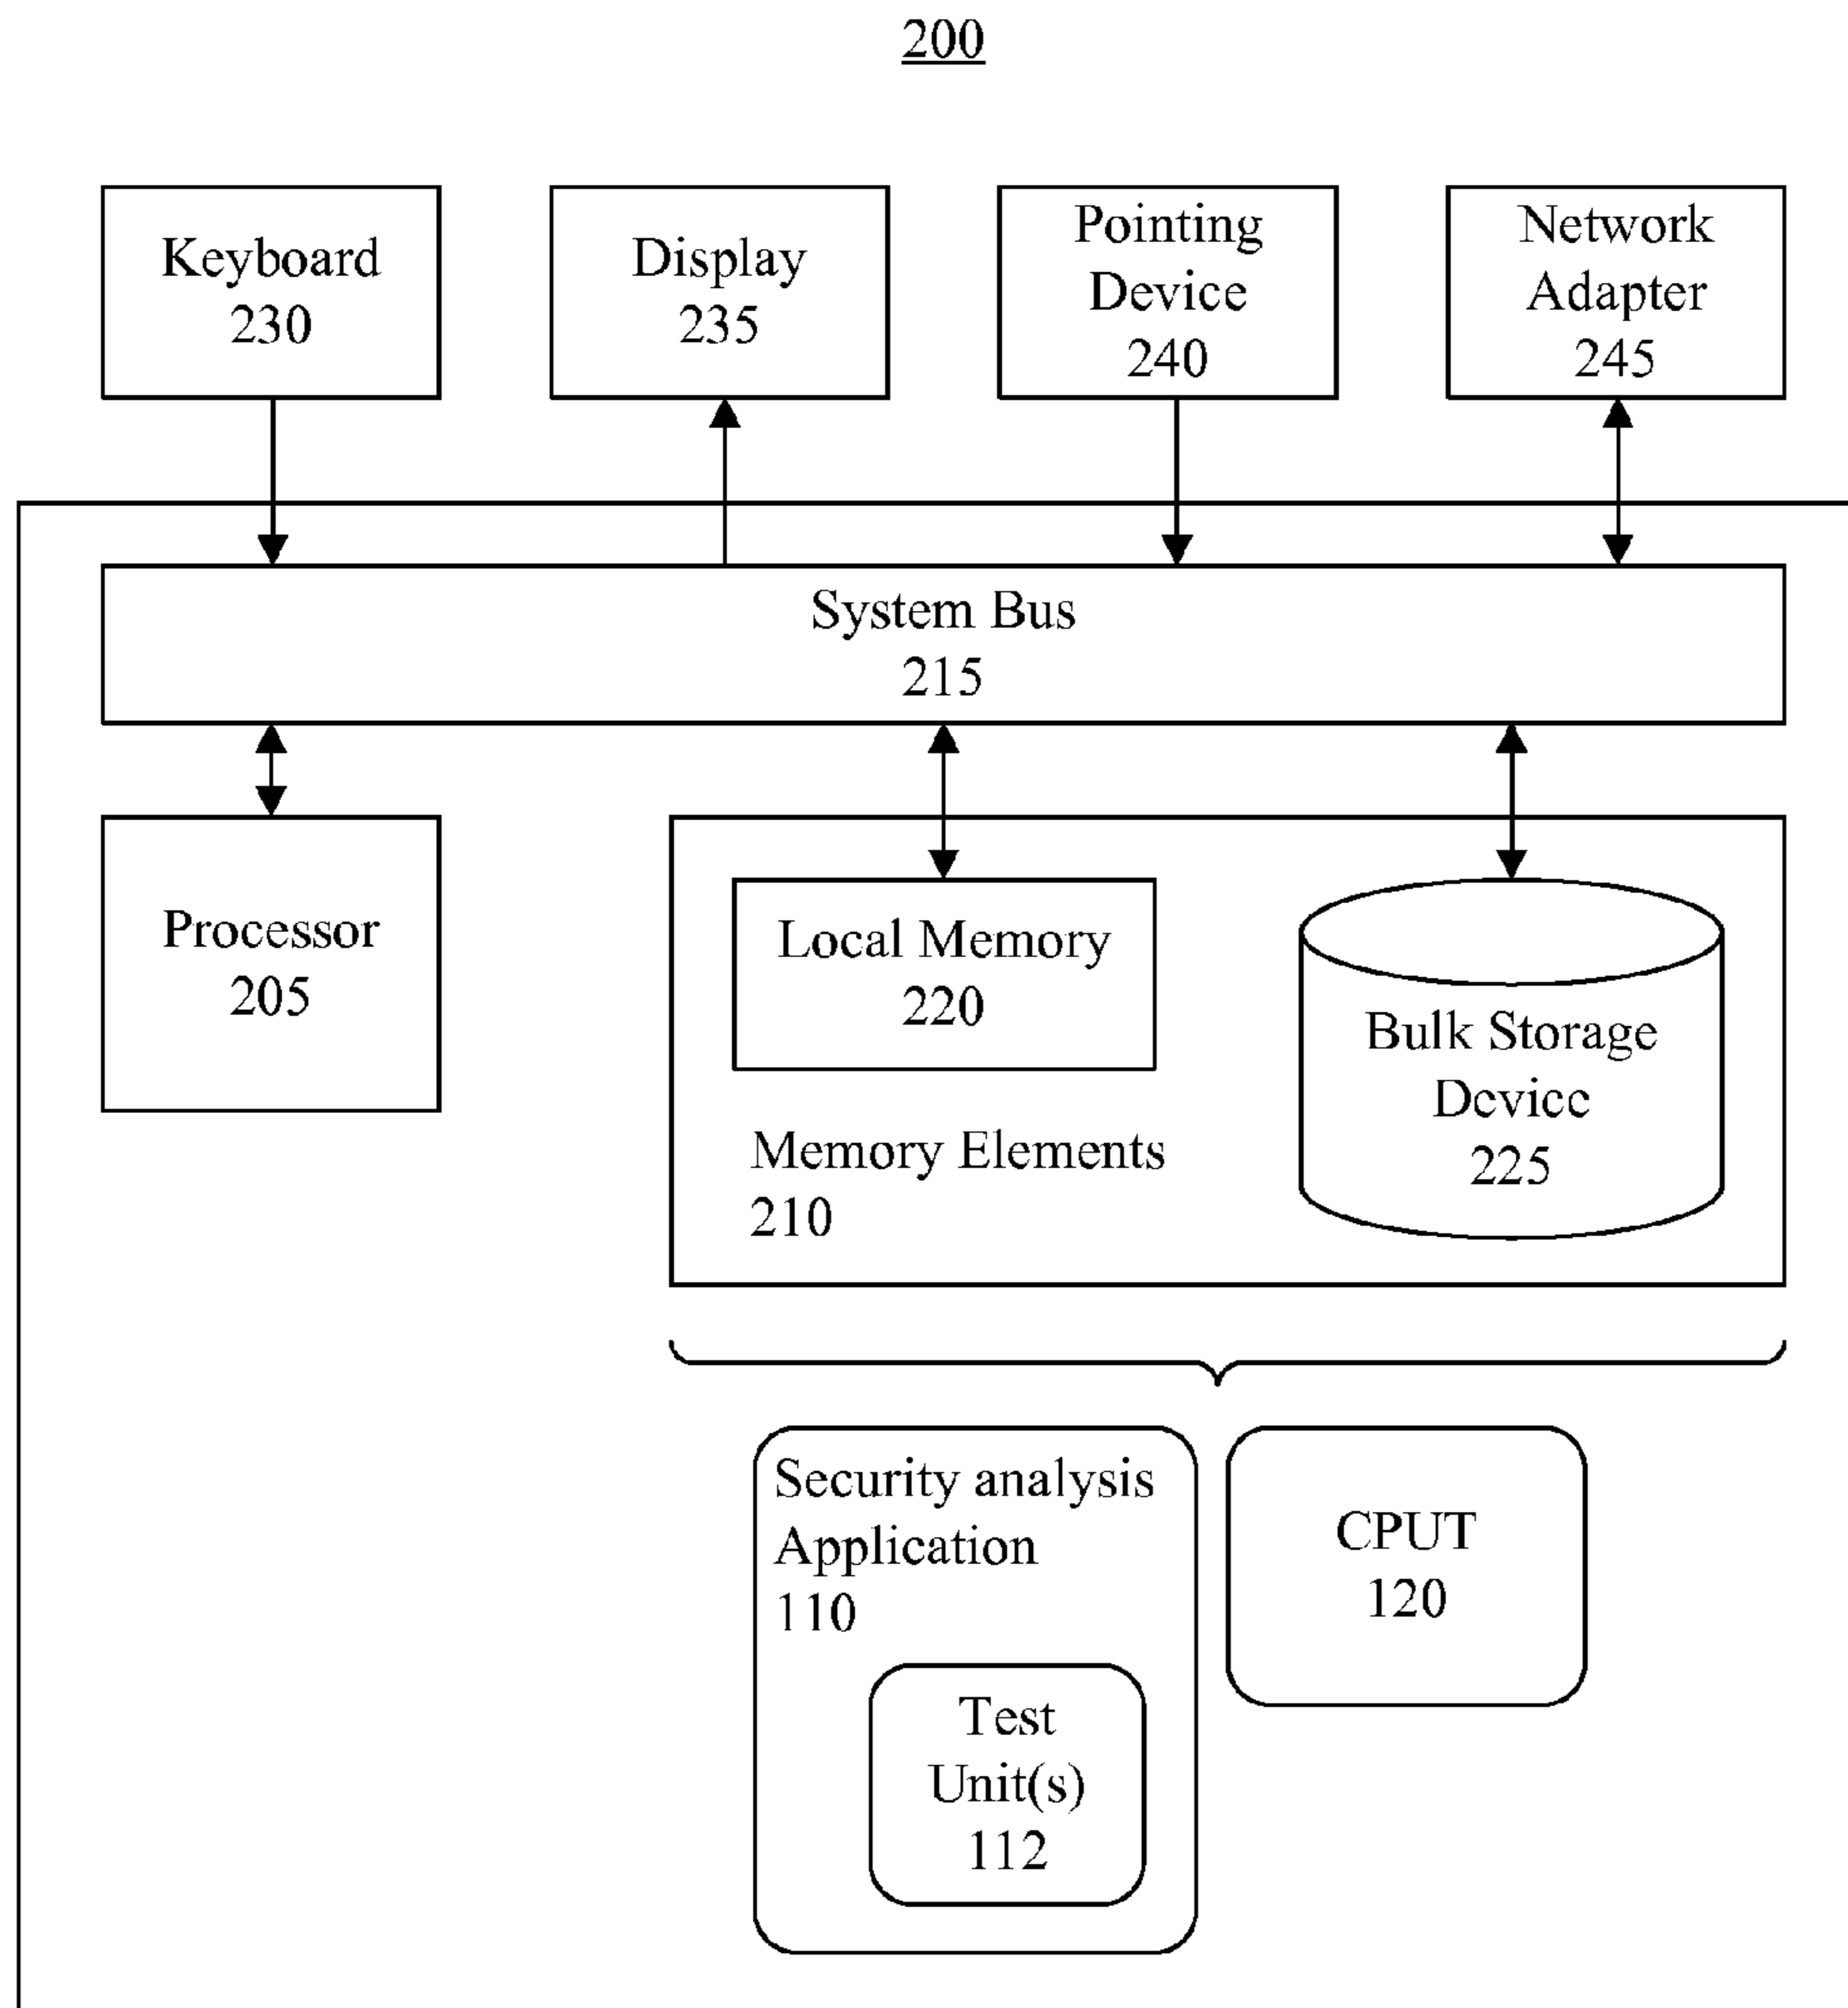 200
Keyboard
230
Display
235
Pointing
Device
240
Network
Adapter
245
System Bus
215
Processor
205
Local Memory
220
Memory Elements
210
Bulk Storage
Device
225
Security analysis
Application
110
Test
Unit(s)
112
CPUT
120